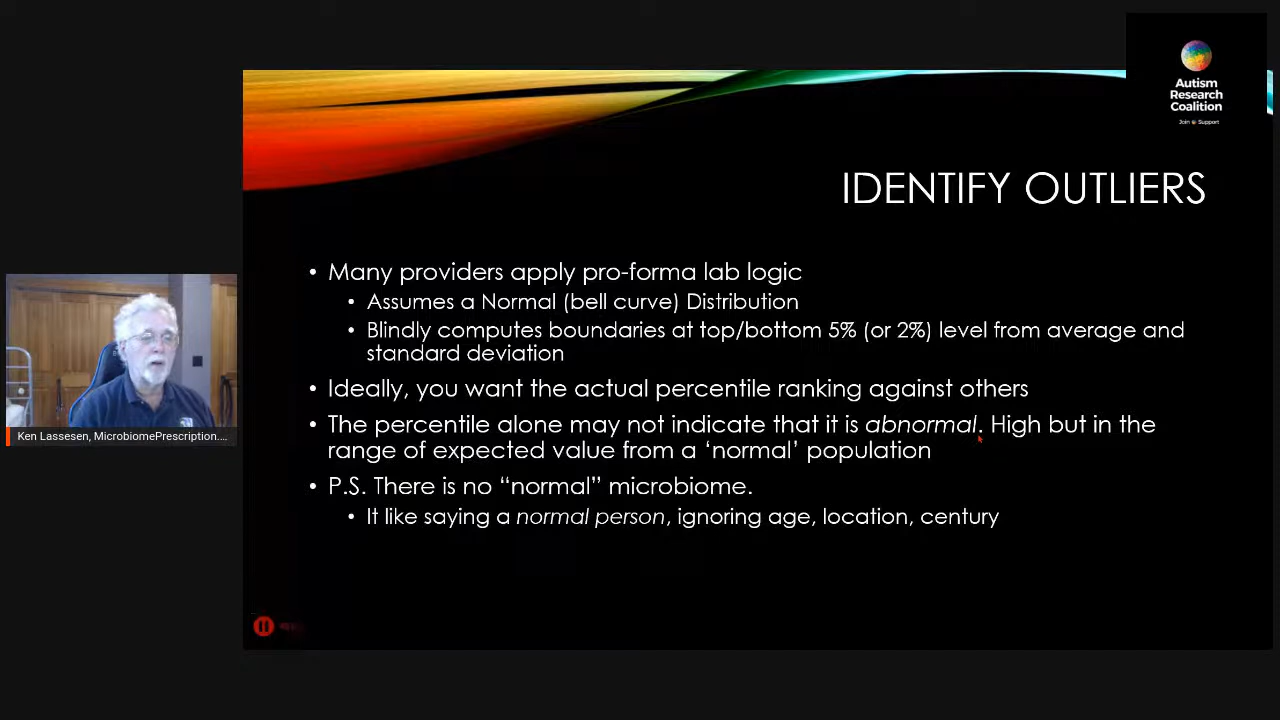 Autism
Research
Coalition
Join Support
IDENTIFY OUTLIERS
• Many providers apply pro-forma lab logic
• Assumes a Normal (bell curve) Distribution
• Blindly computes boundaries at top/bottom 5% (or 2%) level from average and
standard deviation
• Ideally, you want the actual percentile ranking against others
• The percentile alone may not indicate that it is abnormal. High but in the
range of expected value from a ‘normal’ population
• P.S. There is no “normal” microbiome.
• It like saying a normal person, ignoring age, location, century
Ken Lassesen, MicrobiomePrescription....